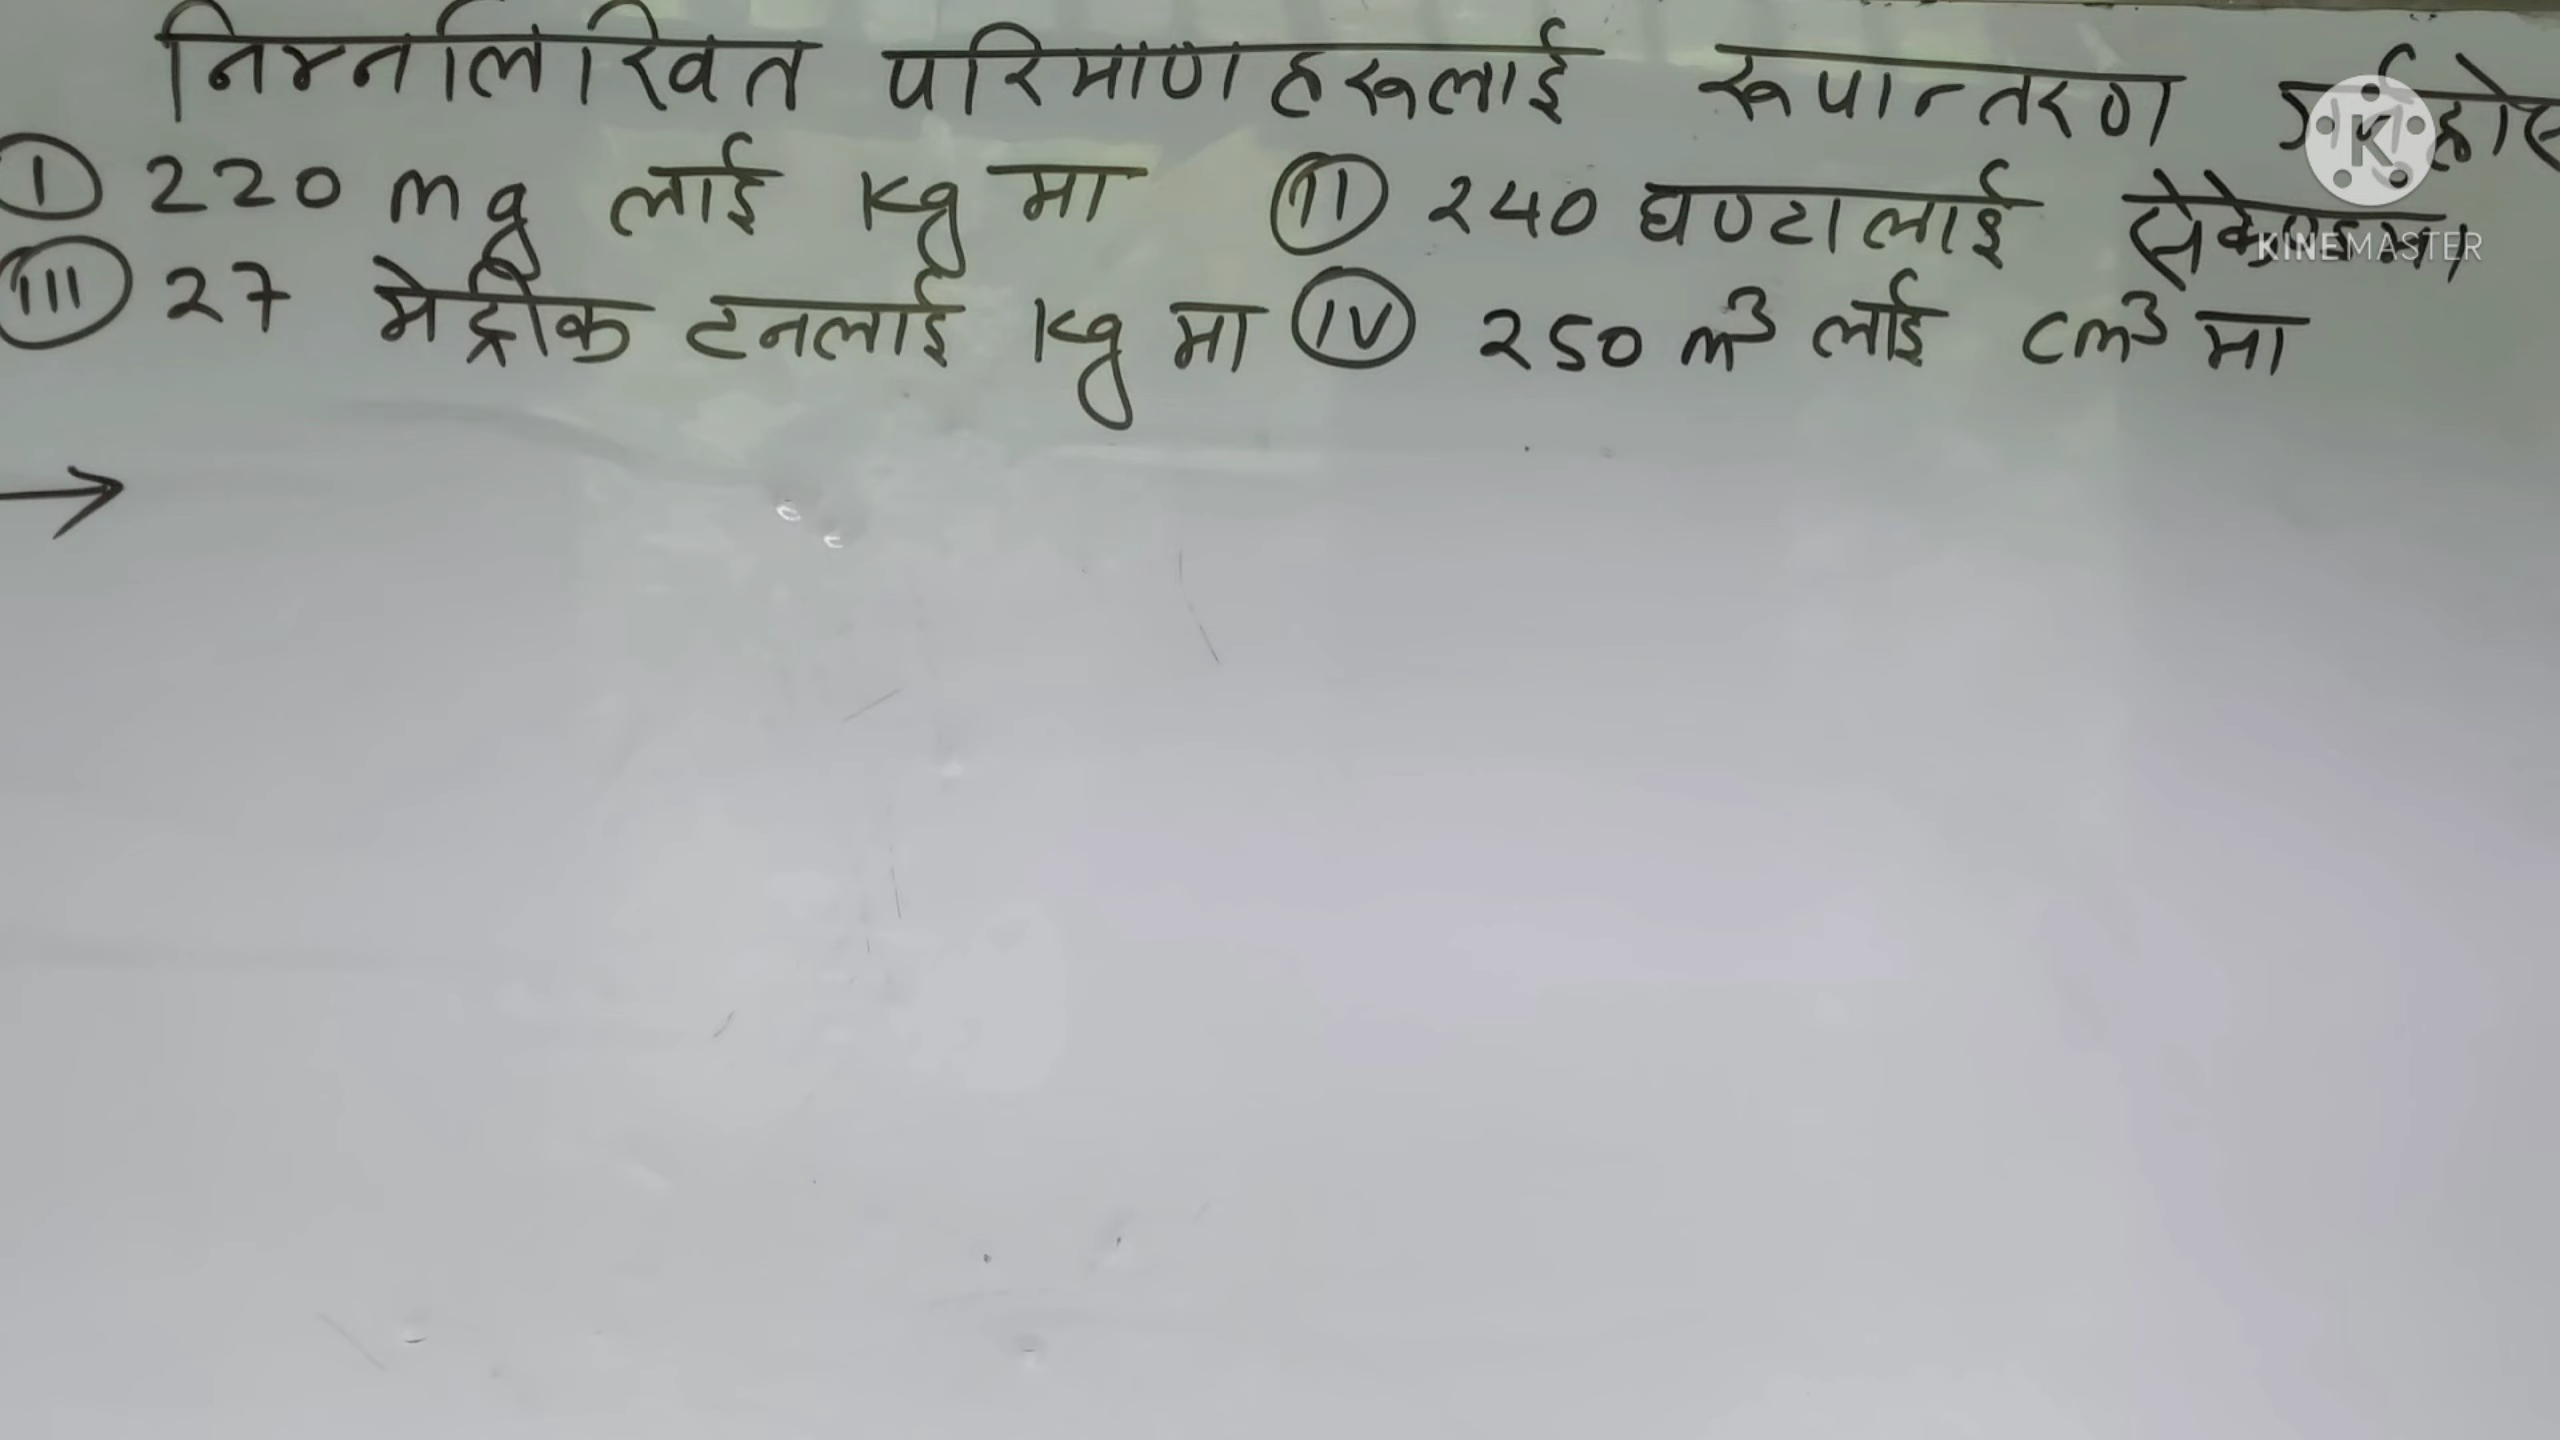 निम्नलिखित परिमाणहरूलाई रूपान्तरण गर्नुहोस
I 220 mg लाई Kg मा II 240 घण्टालाई सेकेण्डमा
III 27 मेट्रीक टनलाई Kg मा IV 250 m³ लाई cm³ मा
K
KINEMASTER